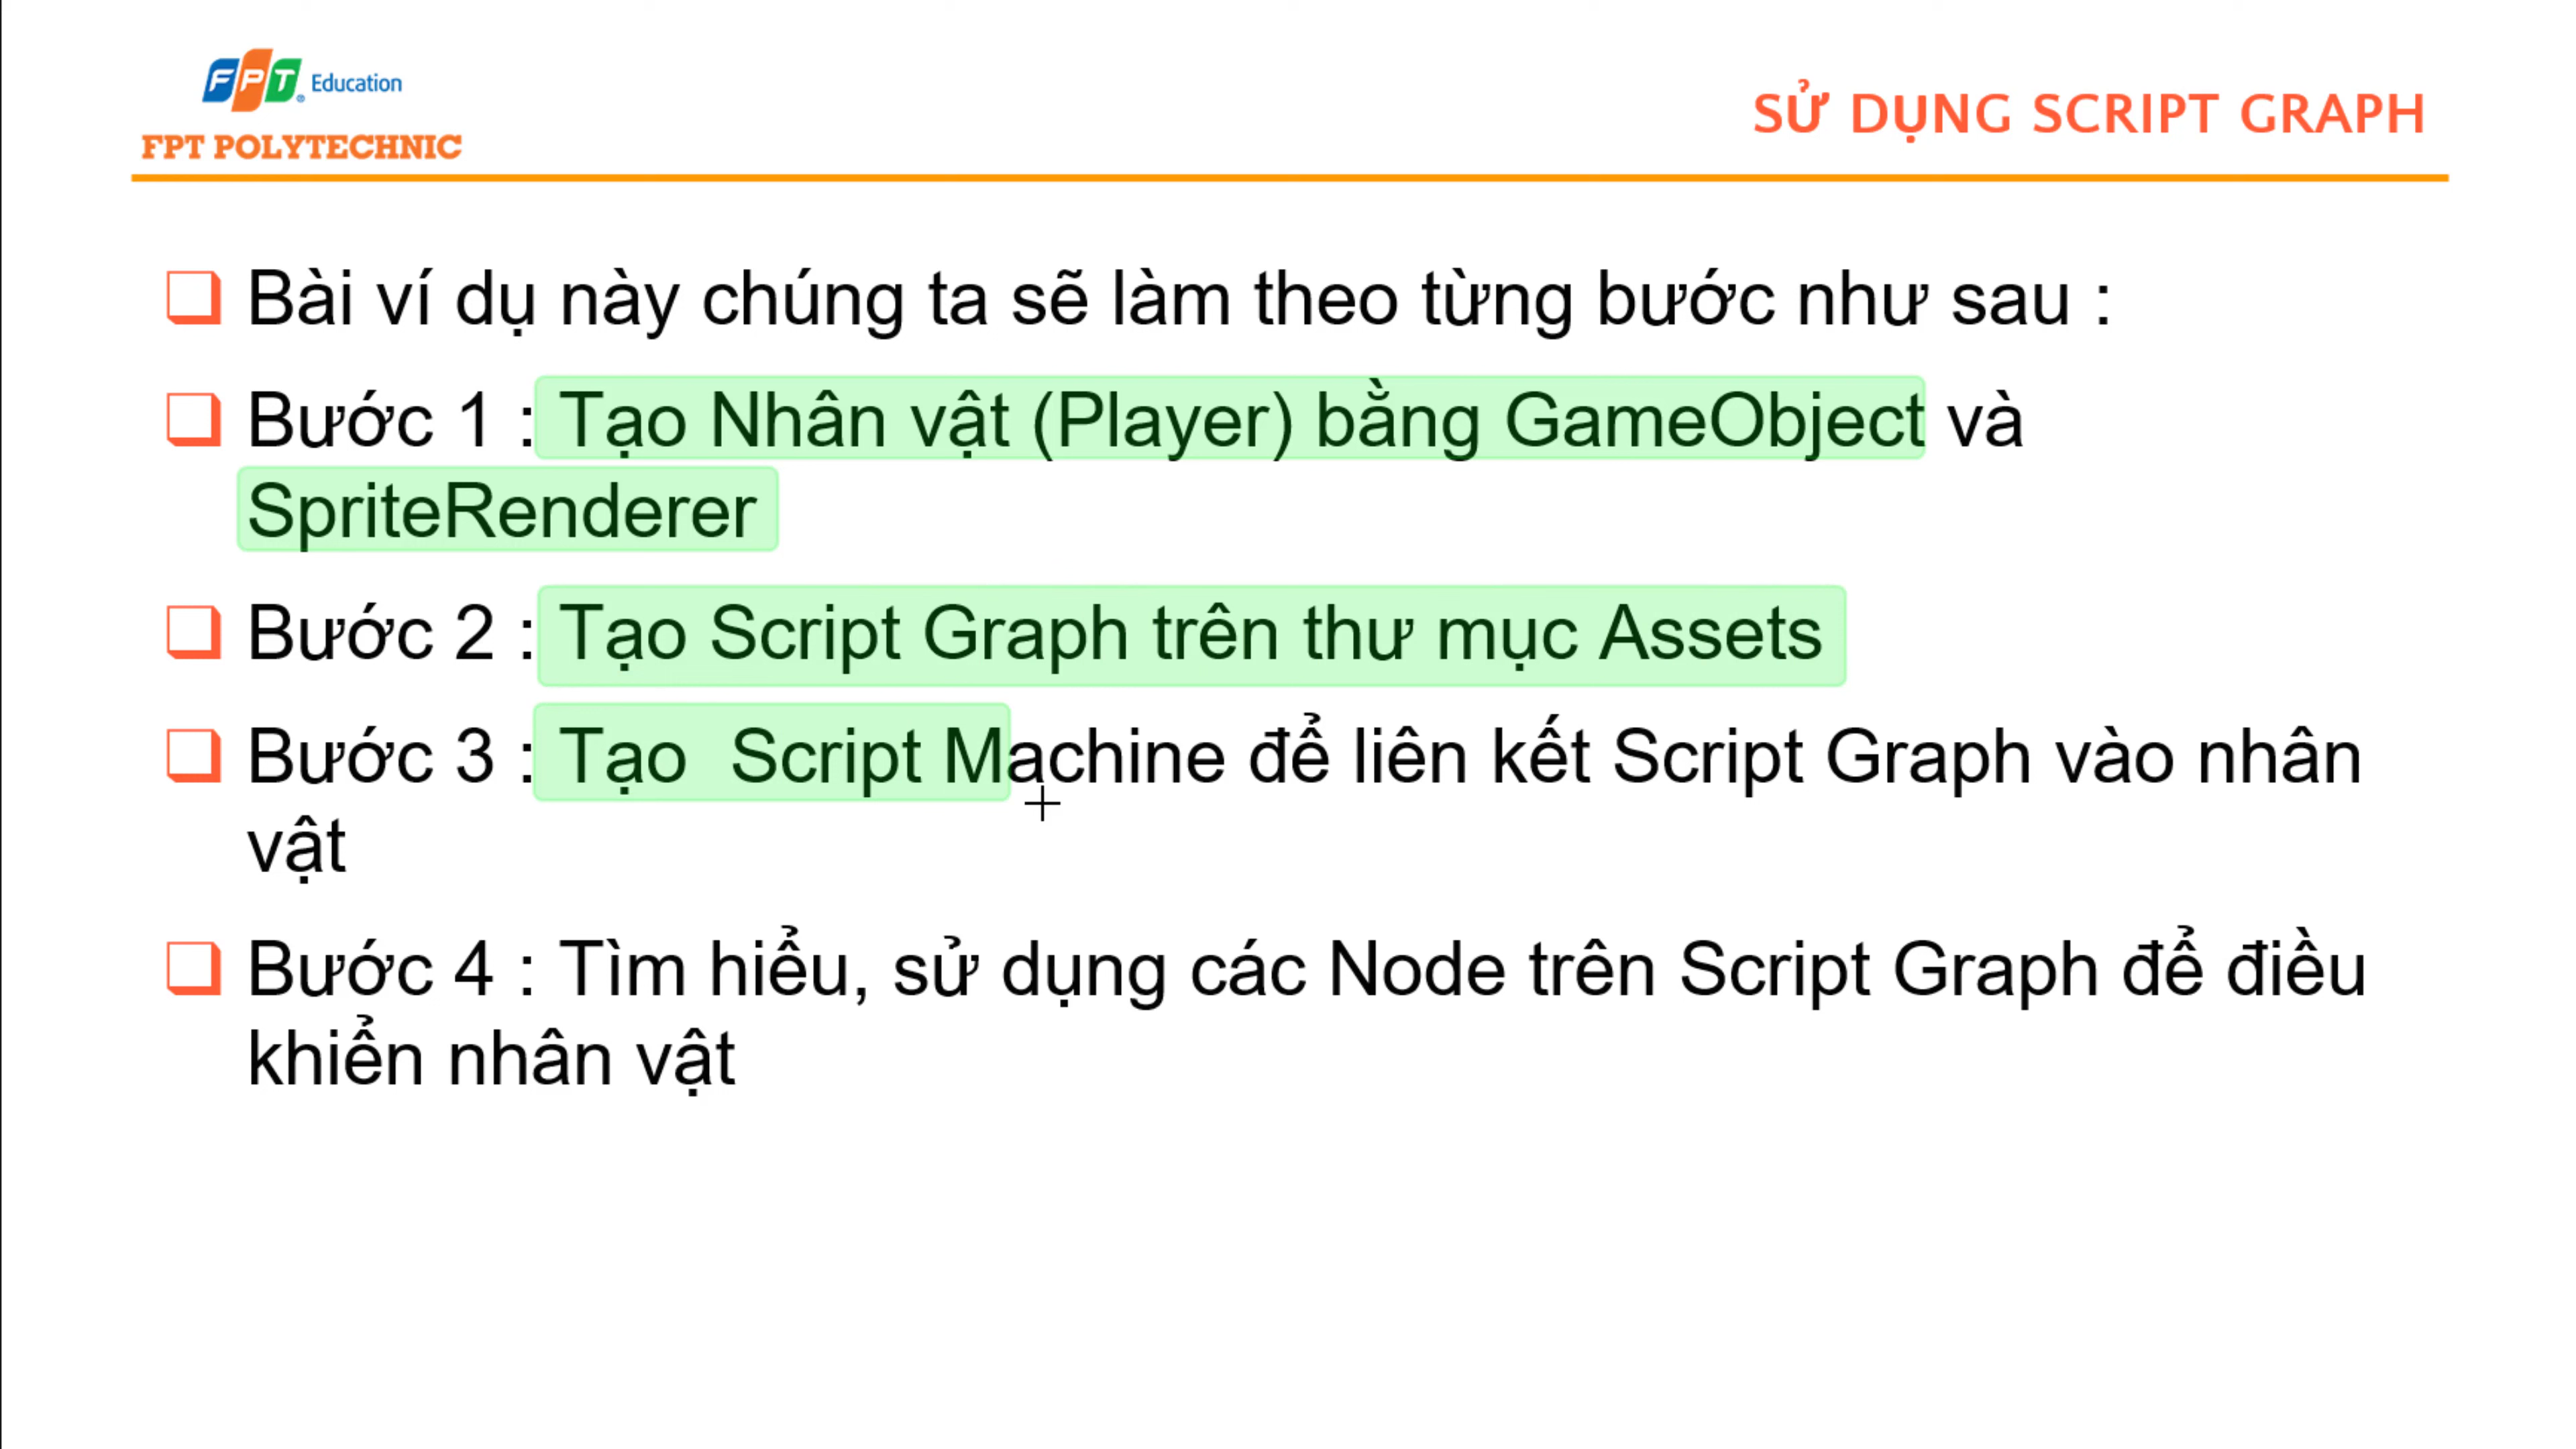 FPT Education
FPT POLYTECHNIC
SỬ DỤNG SCRIPT GRAPH
Bài ví dụ này chúng ta sẽ làm theo từng bước như sau :
Bước 1 : Tạo Nhân vật (Player) bằng GameObject và
SpriteRenderer
Bước 2 : Tạo Script Graph trên thư mục Assets
Bước 3 : Tạo  Script Machine để liên kết Script Graph vào nhân
vật
Bước 4 : Tìm hiểu, sử dụng các Node trên Script Graph để điều
khiển nhân vật